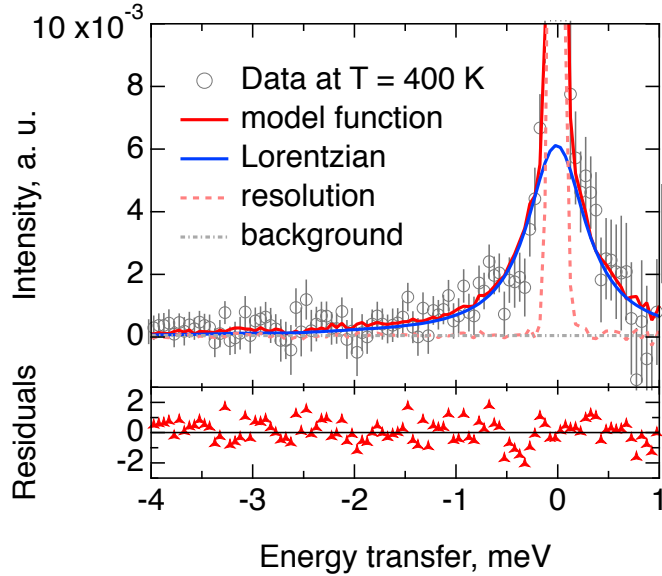 10 x10⁻³
8
6
4
2
0
Intensity, a. u.
Data at T = 400 K
model function
Lorentzian
resolution
background
2
0
-2
Residuals
-4
-3
-2
-1
0
1
Energy transfer, meV